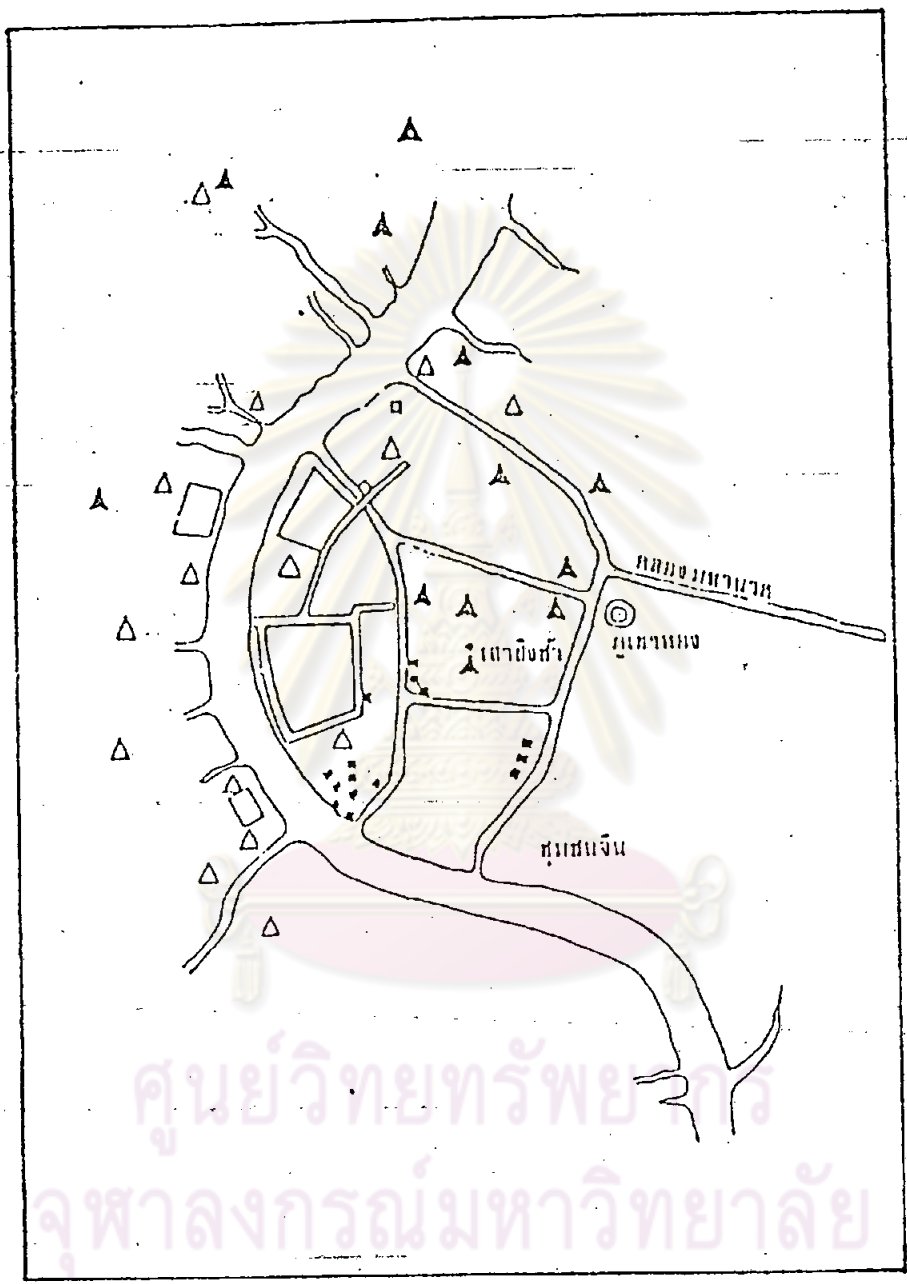 คลองมหานาค
ภูเขาทอง
เสาชิงช้า
ชุมชนจีน
ศูนย์วิทยทรัพยากร
จุฬาลงกรณ์มหาวิทยาลัย